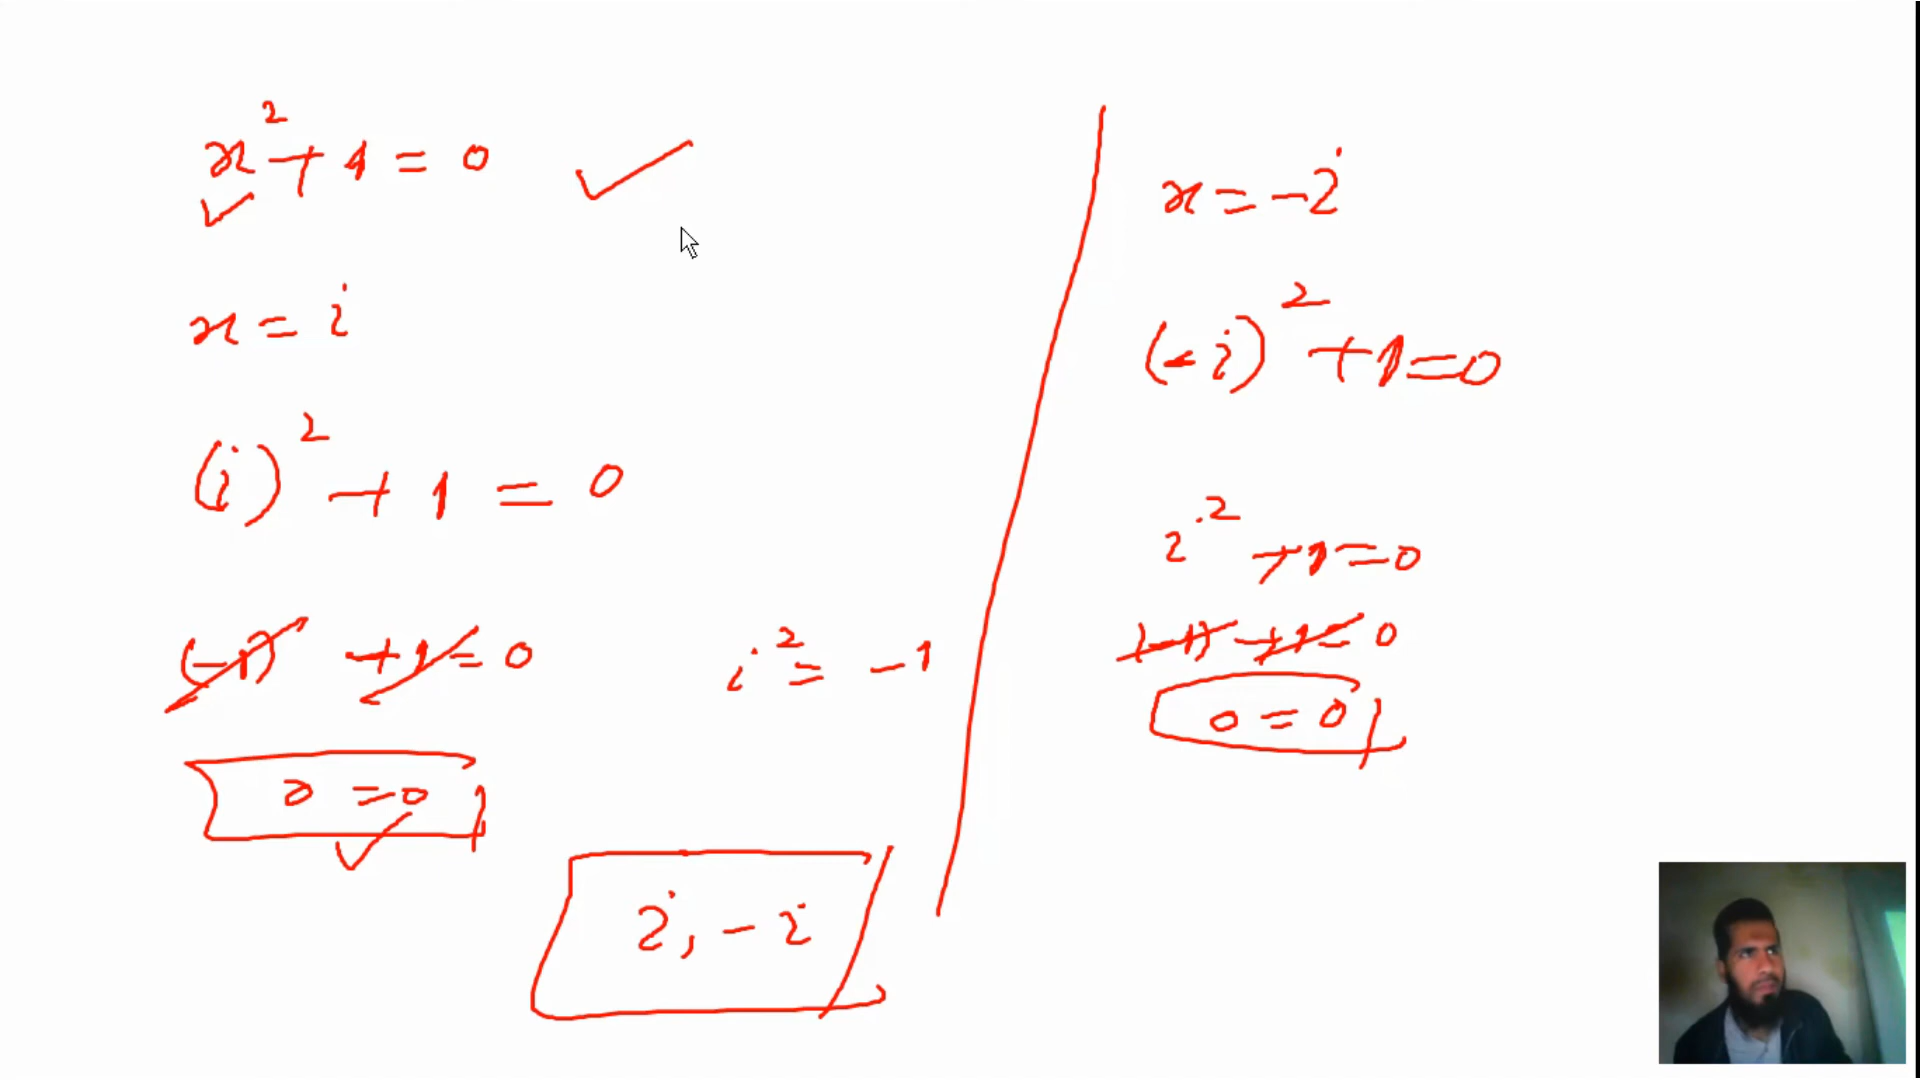 x² + 1 = 0
x = i
(i)² + 1 = 0
(-1) + 1 = 0
i² = -1
0 = 0
i, -i
x = -i
(-i)² + 1 = 0
i² + 1 = 0
(-1) + 1 = 0
0 = 0